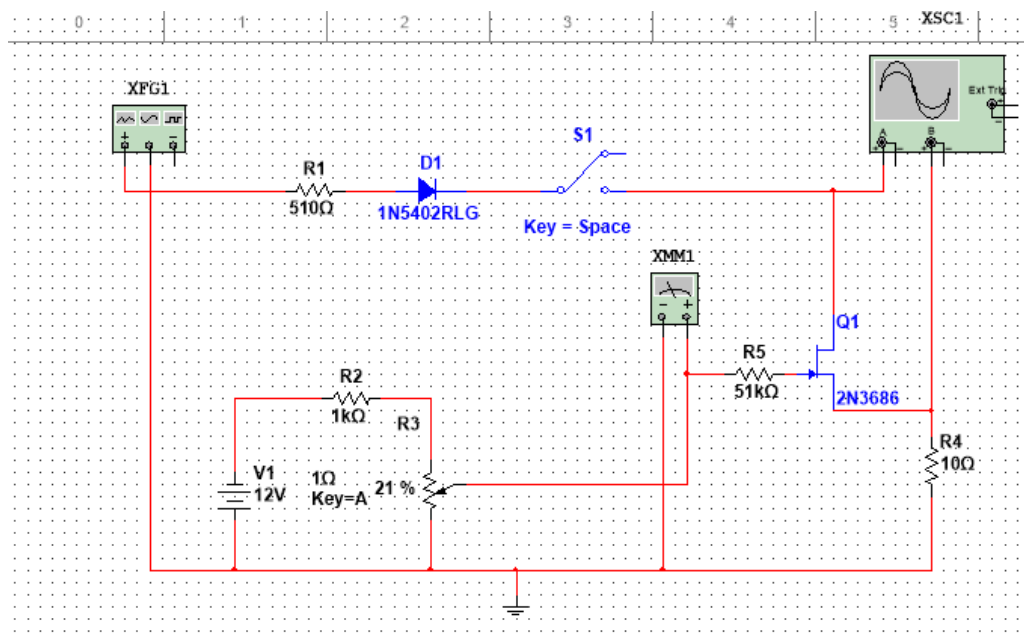 XSC1
0 1 2 3 4 5
XFG1
Ext Trig
A B
S1
D1
R1
510Ω
1N5402RLG
Key = Space
XMM1
Q1
R5
51kΩ
2N3686
R2
1kΩ
R3
R4
10Ω
V1
12V
1Ω
Key=A
21 %